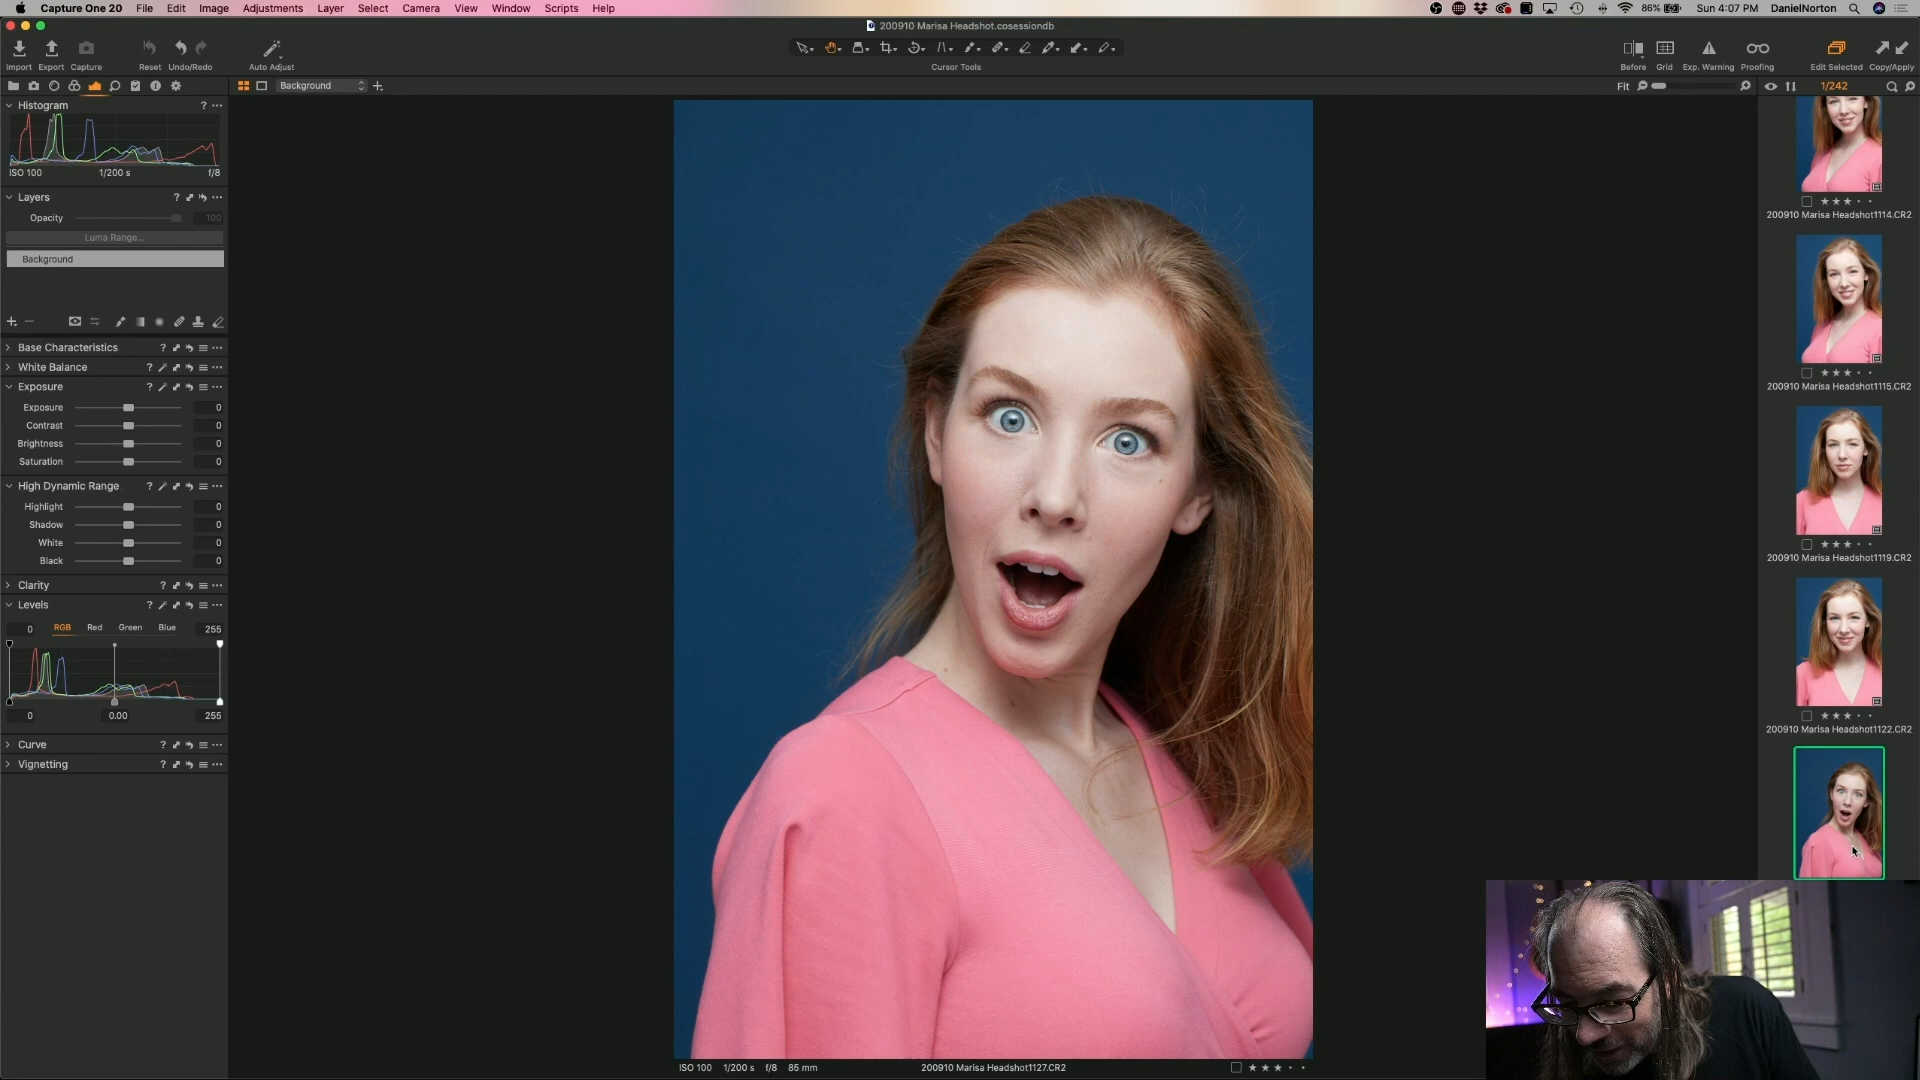 Capture One 20 File Edit Image Adjustments Layer Select Camera View Window Scripts Help 86% Sun 4:07 PM DanielNorton
200910 Marisa Headshot.cosessiondb
Import Export Capture Reset Undo/Redo Auto Adjust Cursor Tools Before Grid Exp. Warning Proofing Edit Selected Copy/Apply
Background Fit 1/242
Histogram ?
ISO 100 1/200 s f/8
Layers ?
Opacity 100
Luma Range...
Background
Base Characteristics ?
White Balance ?
Exposure ?
Exposure 0
Contrast 0
Brightness 0
Saturation 0
High Dynamic Range ?
Highlight 0
Shadow 0
White 0
Black 0
Clarity ?
Levels ?
0 RGB Red Green Blue 255
0 0.00 255
Curve ?
Vignetting ?
200910 Marisa Headshot1114.CR2
200910 Marisa Headshot1115.CR2
200910 Marisa Headshot1119.CR2
200910 Marisa Headshot1122.CR2
ISO 100 1/200 s f/8 85 mm 200910 Marisa Headshot1127.CR2